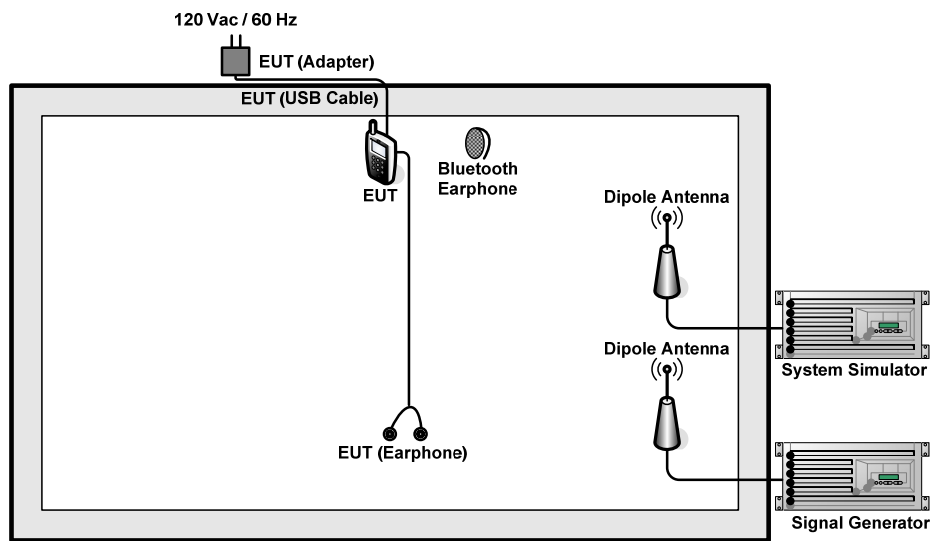 120 Vac / 60 Hz
EUT (Adapter)
EUT (USB Cable)
EUT
Bluetooth
Earphone
Dipole Antenna
System Simulator
Dipole Antenna
EUT (Earphone)
Signal Generator